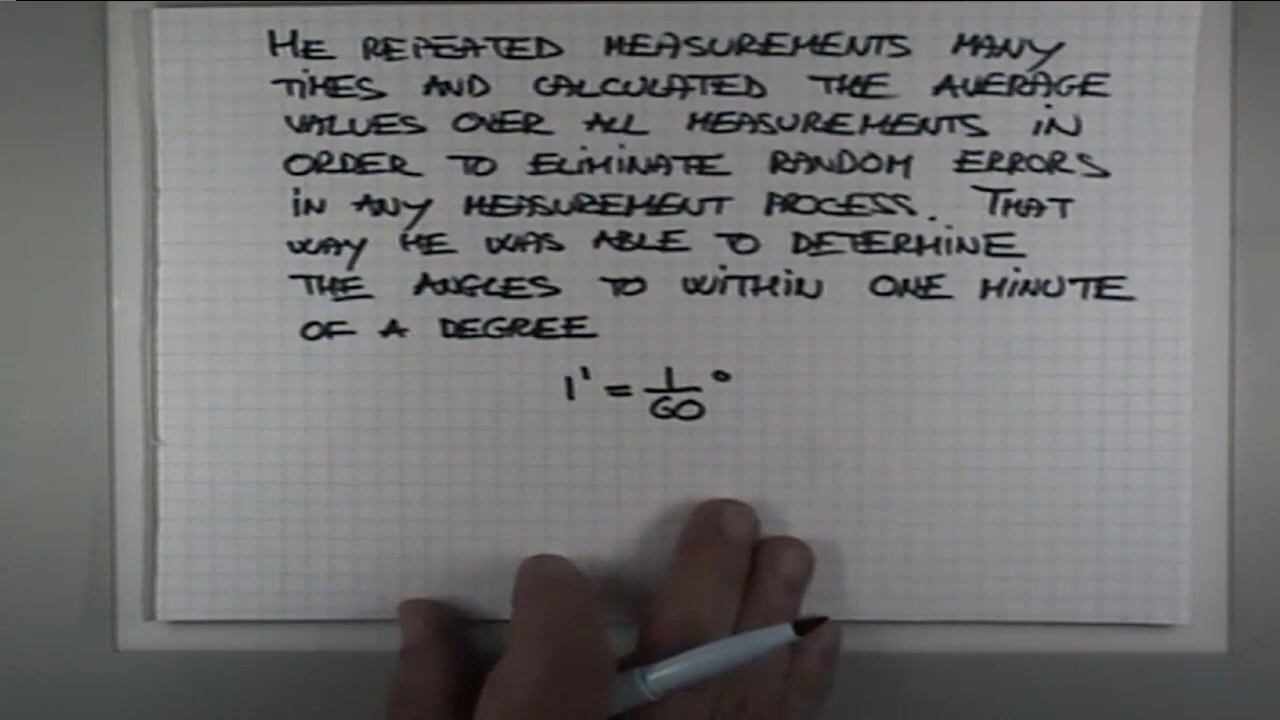 HE REPEATED MEASUREMENTS MANY
TIMES AND CALCULATED THE AVERAGE
VALUES OVER ALL MEASUREMENTS IN
ORDER TO ELIMINATE RANDOM ERRORS
IN ANY MEASUREMENT PROCESS. THAT
WAY HE WAS ABLE TO DETERMINE
THE ANGLES TO WITHIN ONE MINUTE
OF A DEGREE
1' = 1/60°